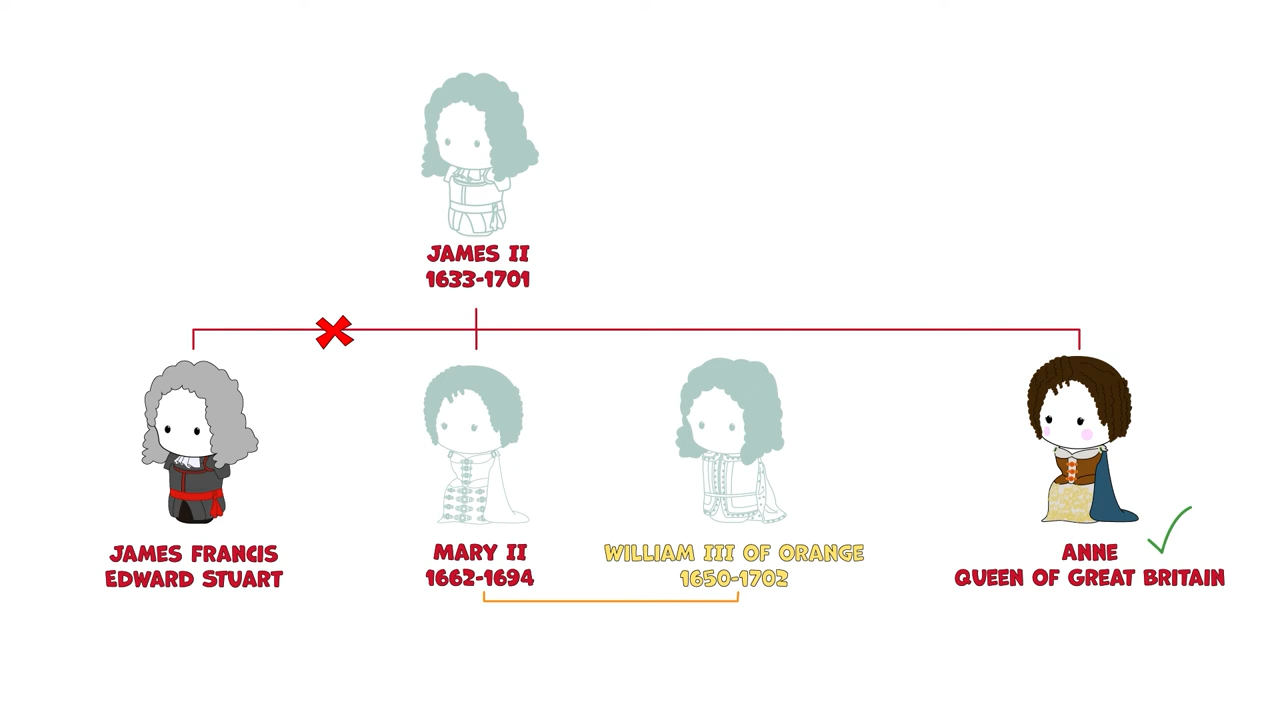 JAMES II
1633-1701
JAMES FRANCIS
EDWARD STUART
MARY II
1662-1694
WILLIAM III OF ORANGE
1650-1702
ANNE
QUEEN OF GREAT BRITAIN